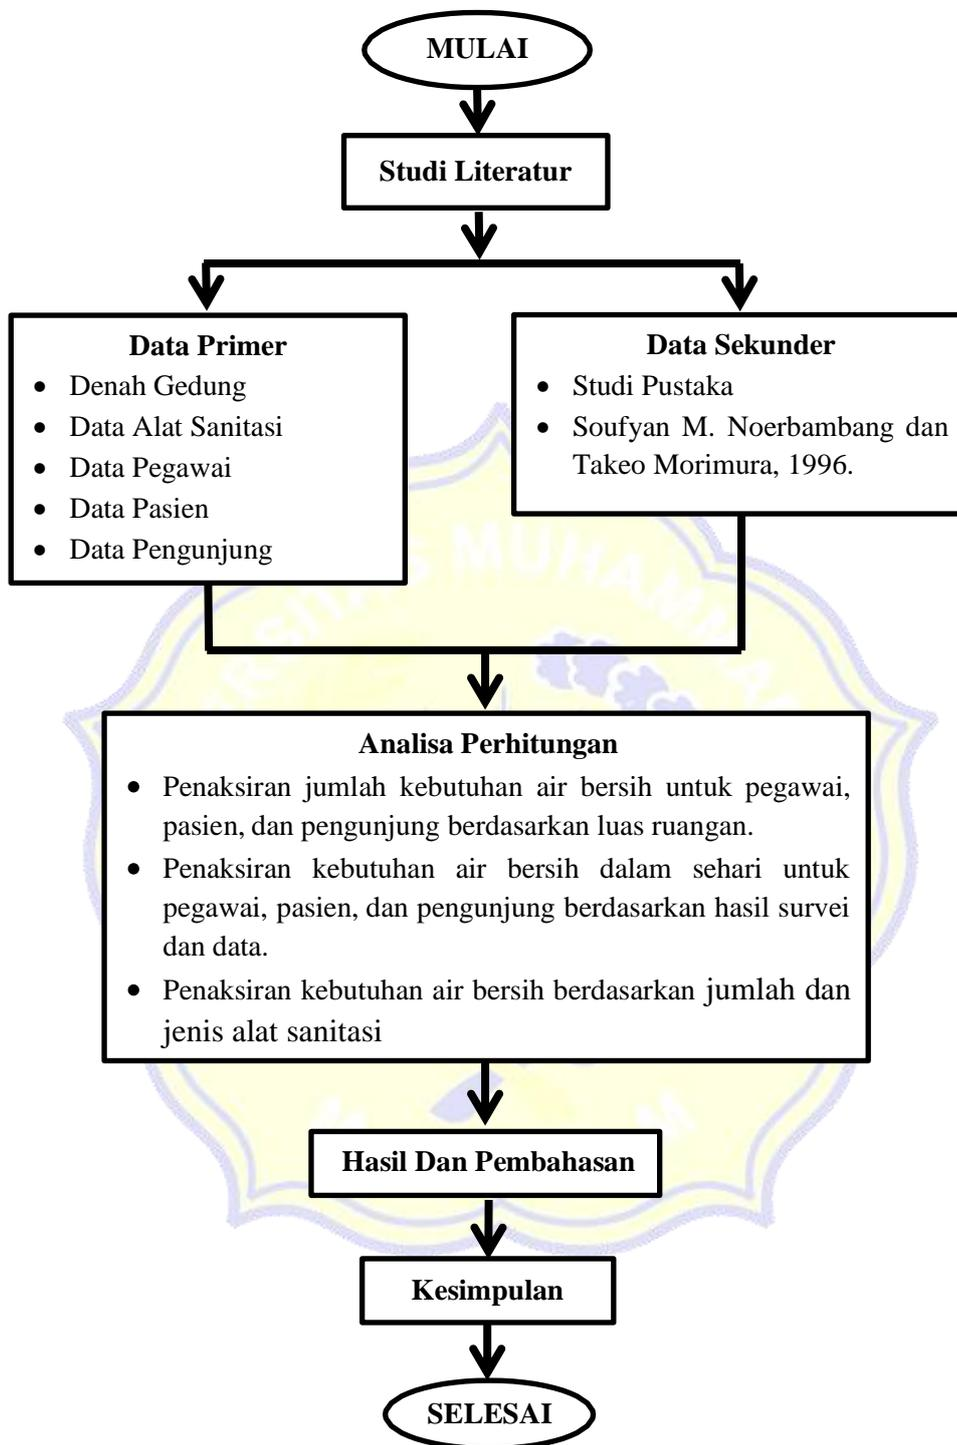 MULAI
Studi Literatur
Data Primer
• Denah Gedung
• Data Alat Sanitasi
• Data Pegawai
• Data Pasien
• Data Pengunjung
Data Sekunder
• Studi Pustaka
• Soufyan M. Noerbambang dan
Takeo Morimura, 1996.
Analisa Perhitungan
• Penaksiran jumlah kebutuhan air bersih untuk pegawai,
pasien, dan pengunjung berdasarkan luas ruangan.
• Penaksiran kebutuhan air bersih dalam sehari untuk
pegawai, pasien, dan pengunjung berdasarkan hasil survei
dan data.
• Penaksiran kebutuhan air bersih berdasarkan jumlah dan
jenis alat sanitasi
Hasil Dan Pembahasan
Kesimpulan
SELESAI